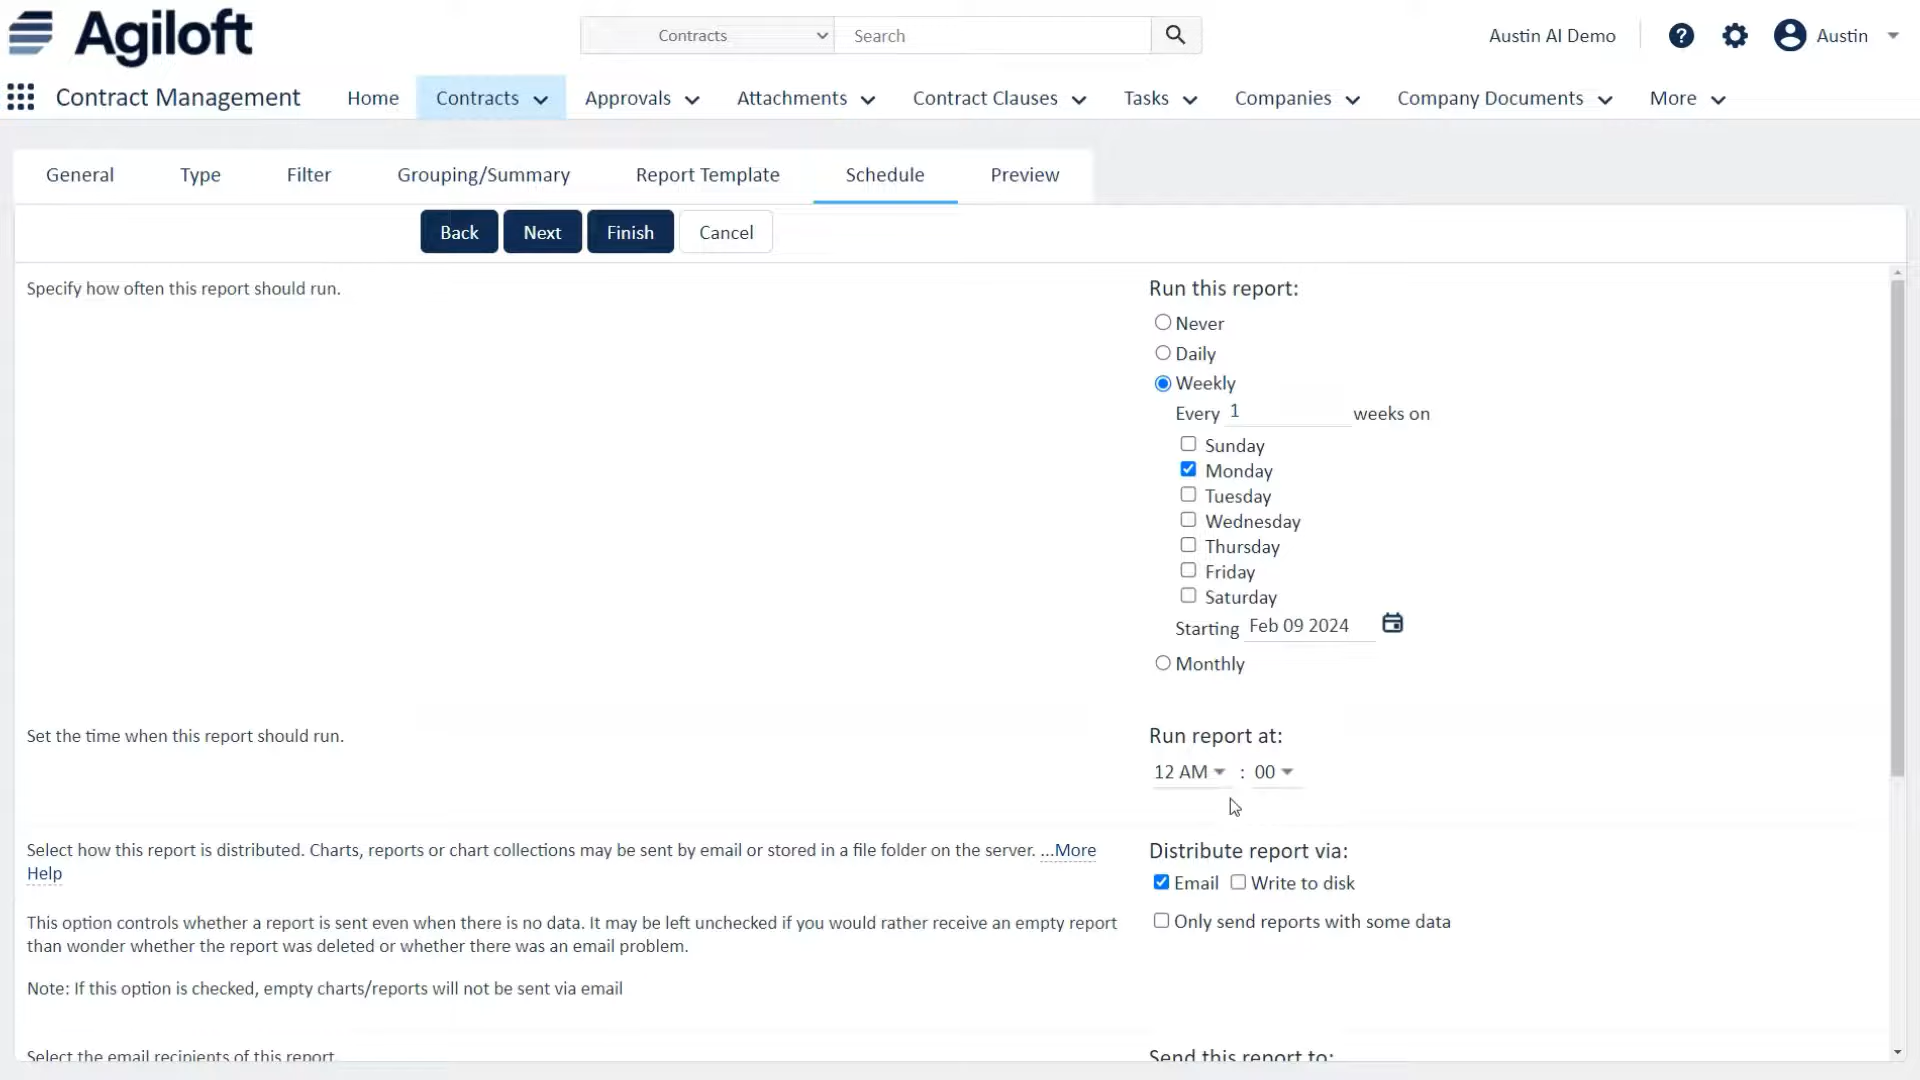 Agiloft
Contracts
Search
Austin AI Demo
?
Austin
Contract Management
Home
Contracts
Approvals
Attachments
Contract Clauses
Tasks
Companies
Company Documents
More
General
Type
Filter
Grouping/Summary
Report Template
Schedule
Preview
Back
Next
Finish
Cancel
Specify how often this report should run.
Run this report:
Never
Daily
Weekly
Every 1 weeks on
Sunday
Monday
Tuesday
Wednesday
Thursday
Friday
Saturday
Starting Feb 09 2024
Monthly
Set the time when this report should run.
Run report at:
12 AM : 00
Select how this report is distributed. Charts, reports or chart collections may be sent by email or stored in a file folder on the server. ...More
Help
Distribute report via:
Email Write to disk
This option controls whether a report is sent even when there is no data. It may be left unchecked if you would rather receive an empty report
than wonder whether the report was deleted or whether there was an email problem.
Only send reports with some data
Note: If this option is checked, empty charts/reports will not be sent via email
Select the email recipients of this report.
Send this report to: